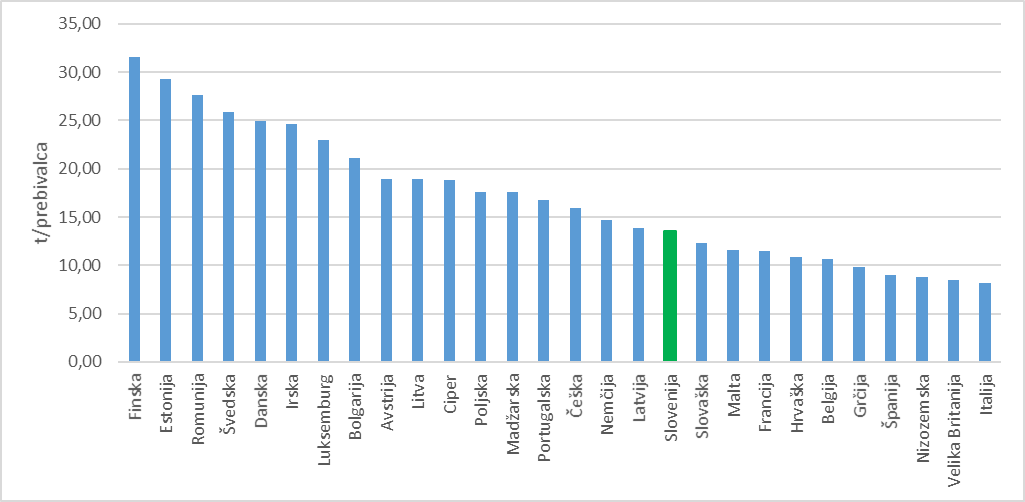 35,00
30,00
25,00
20,00
15,00
10,00
5,00
0,00
t/prebivalca
Finska
Estonija
Romunija
Švedska
Danska
Irska
Luksemburg
Bolgarija
Avstrija
Litva
Ciper
Poljska
Madžarska
Portugalska
Češka
Nemčija
Latvija
Slovenija
Slovaška
Malta
Francija
Hrvaška
Belgija
Grčija
Španija
Nizozemska
Velika Britanija
Italija